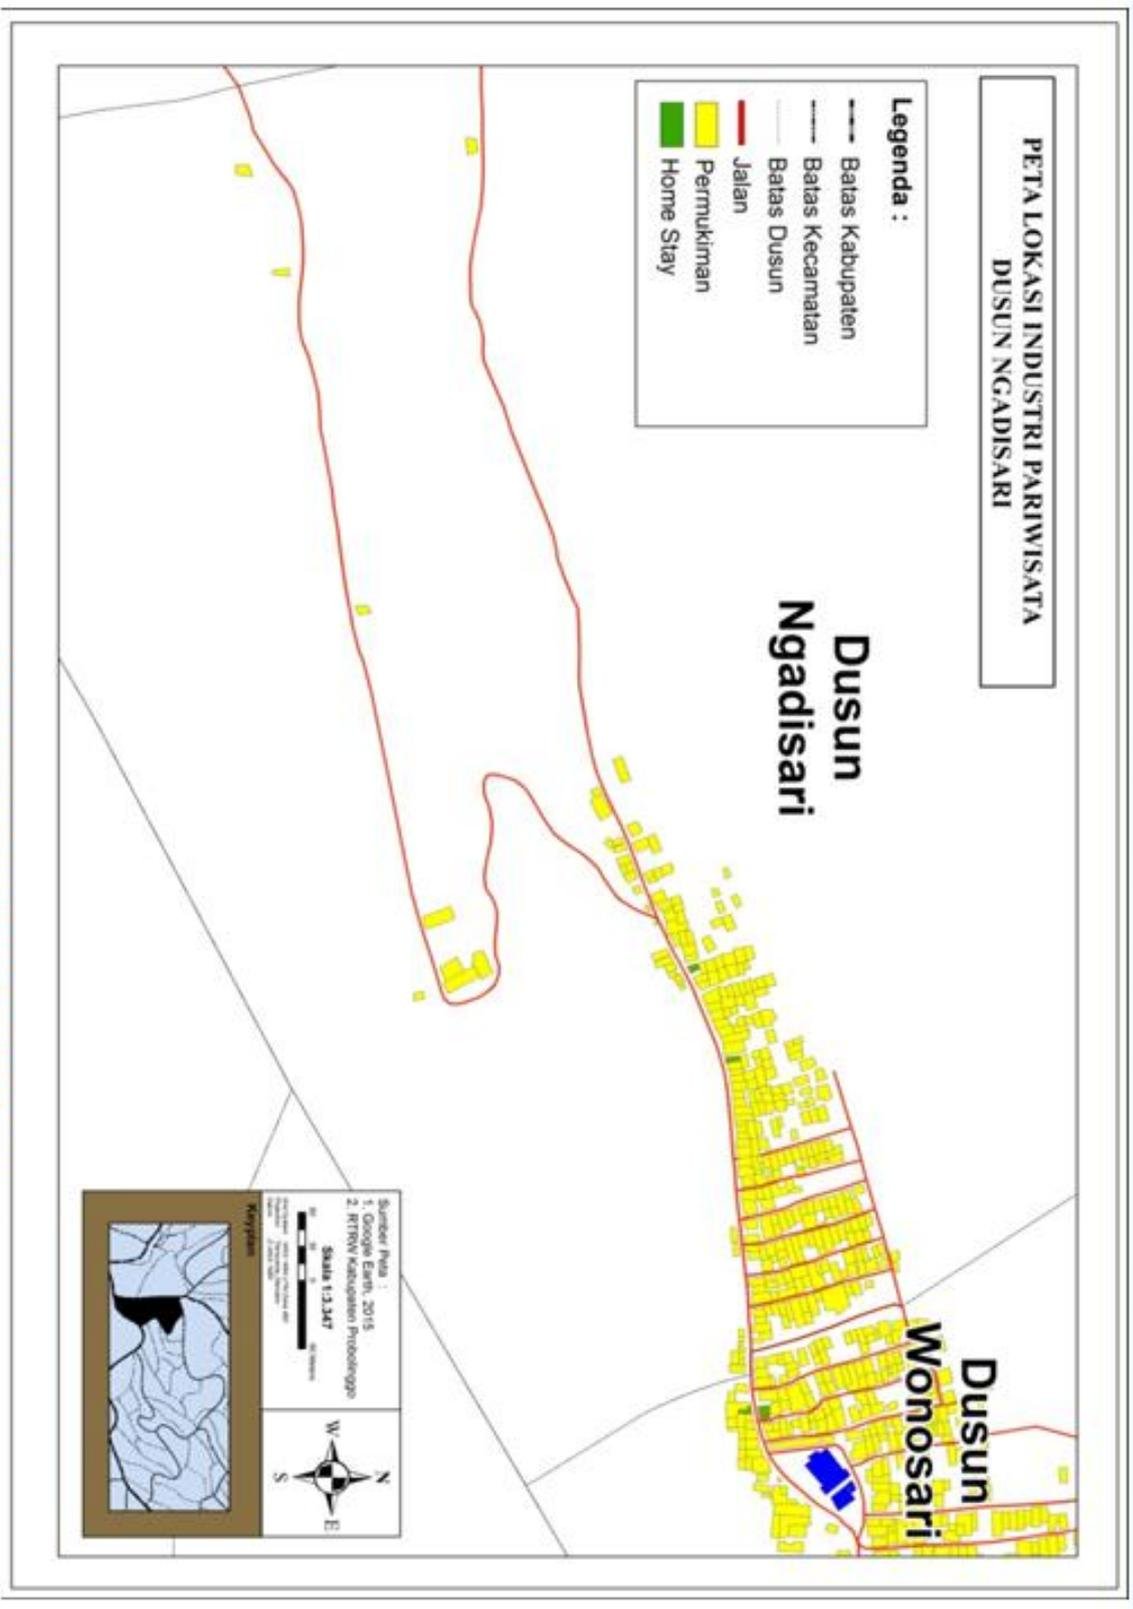 PETA LOKASI INDUSTRI PARIWISATA
DUSUN NGADISARI
Legenda :
Batas Kabupaten
Batas Kecamatan
Batas Dusun
Jalan
Permukiman
Home Stay
Dusun
Ngadisari
Dusun
Wonosari
Sumber Peta :
1. Google Earth, 2015
2. RTRW Kabupaten Probolinggo
Skala 1:3.347
N
W
E
S
Keyplan